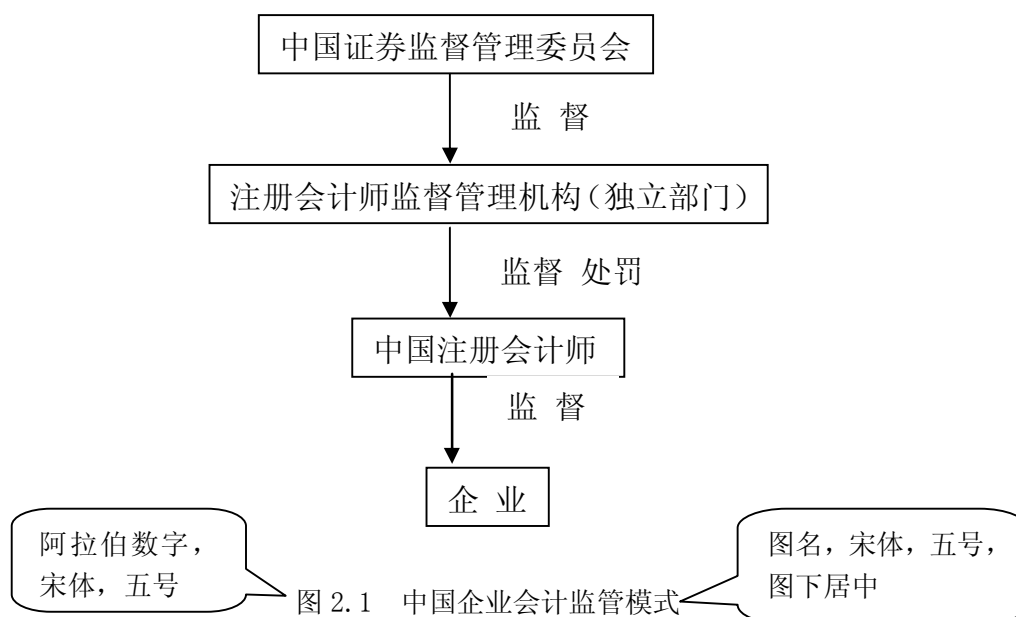 中国证券监督管理委员会
监 督
注册会计师监督管理机构（独立部门）
监督 处罚
中国注册会计师
监 督
企 业
阿拉伯数字，
宋体，五号
图名，宋体，五号，
图下居中
图 2.1 中国企业会计监管模式